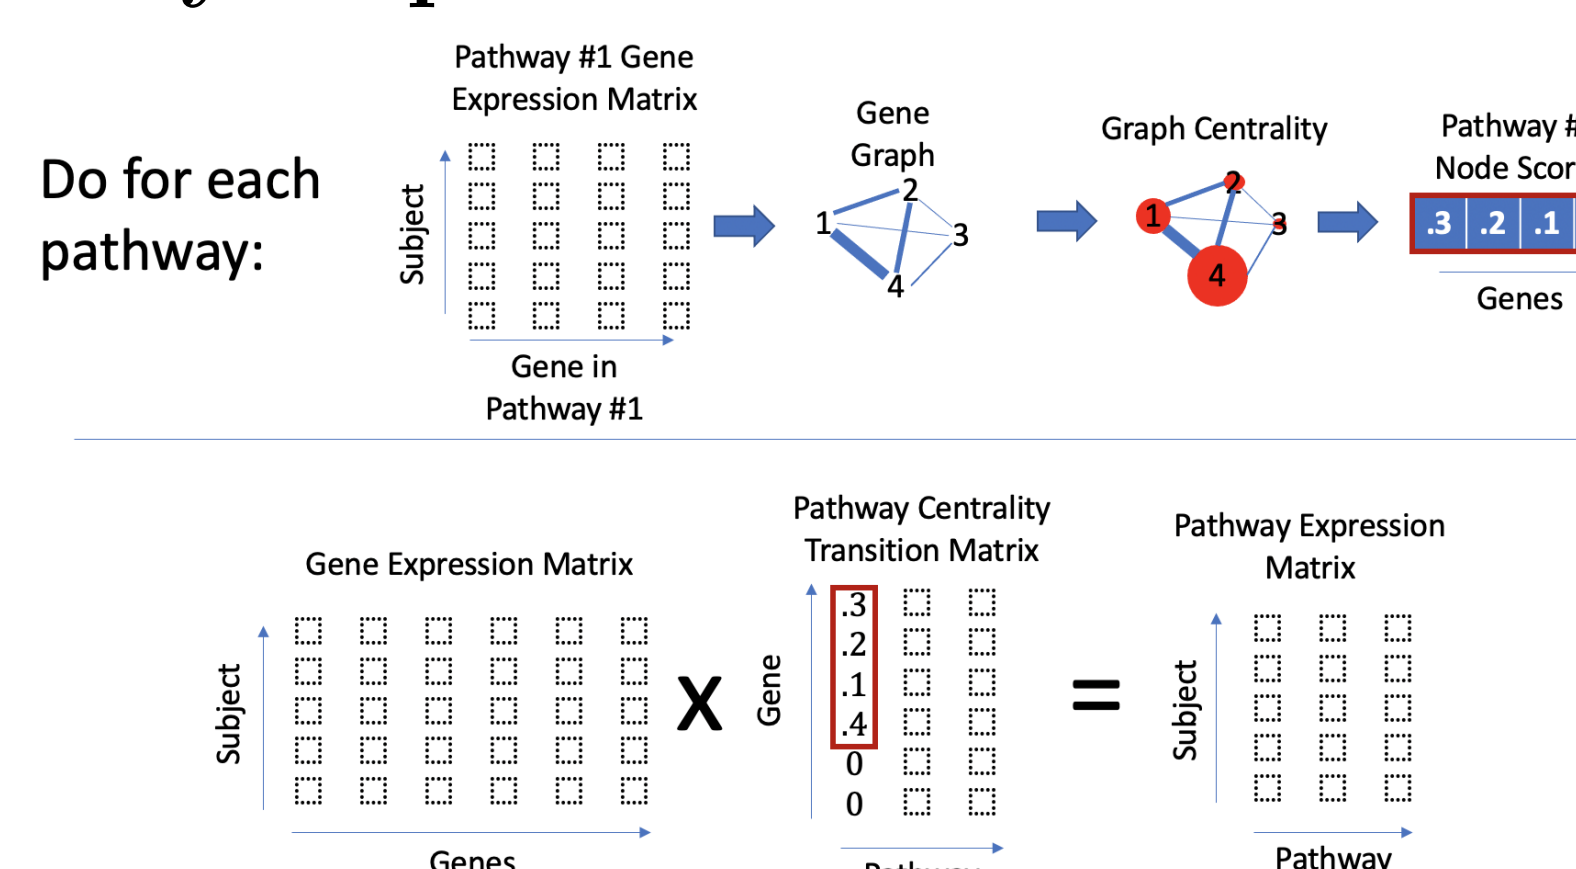 Pathway #1 Gene
Expression Matrix
Do for each
pathway:
Subject
Gene in
Pathway #1
Gene
Graph
1
2
3
4
Graph Centrality
1
2
3
4
Pathway #
Node Scor
.3 .2 .1
Genes
Gene Expression Matrix
Subject
Genes
X
Pathway Centrality
Transition Matrix
Gene
.3
.2
.1
.4
0
0
Pathway
=
Pathway Expression
Matrix
Subject
Pathway